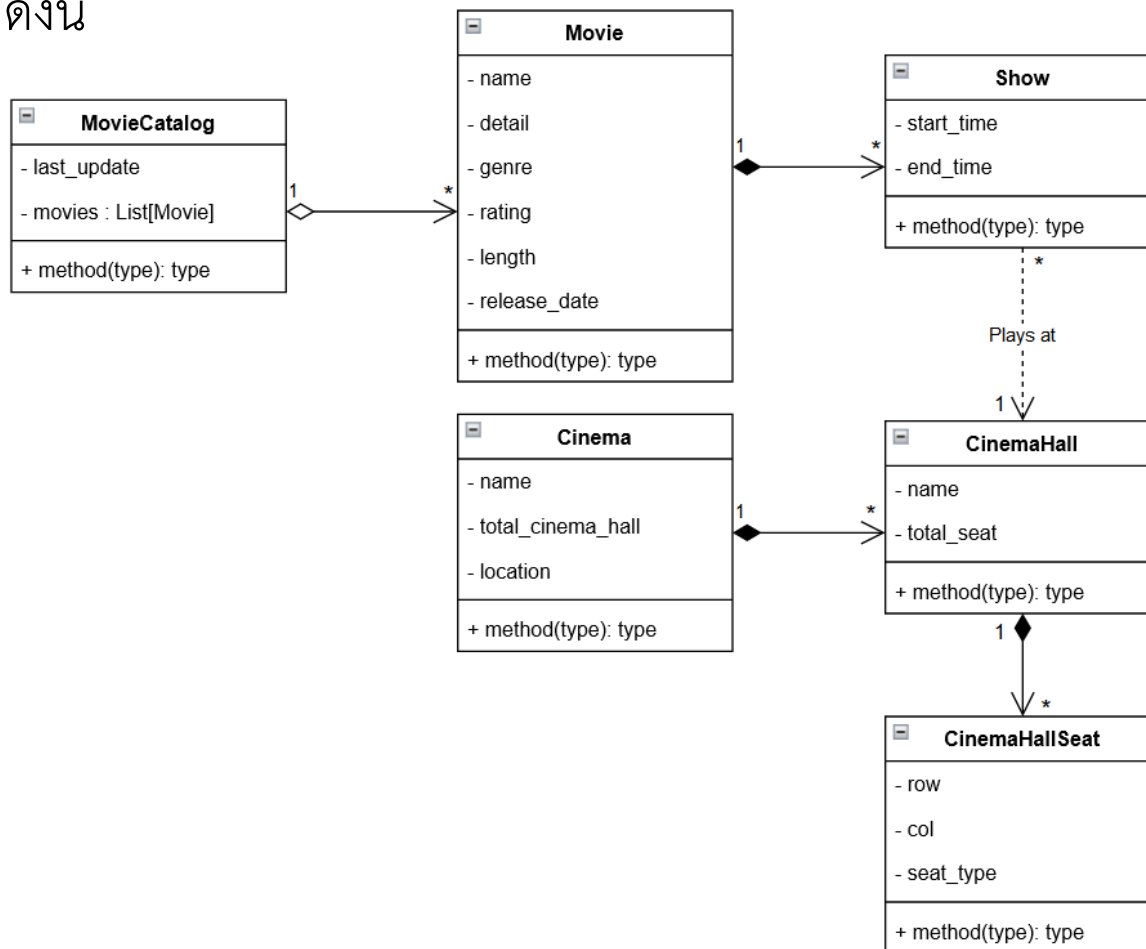 ดังนี้
MovieCatalog
- last_update
- movies : List[Movie]
+ method(type): type
1
*
Movie
- name
- detail
- genre
- rating
- length
- release_date
+ method(type): type
1
*
Show
- start_time
- end_time
+ method(type): type
*
Plays at
1
Cinema
- name
- total_cinema_hall
- location
+ method(type): type
1
*
CinemaHall
- name
- total_seat
+ method(type): type
1
*
CinemaHallSeat
- row
- col
- seat_type
+ method(type): type